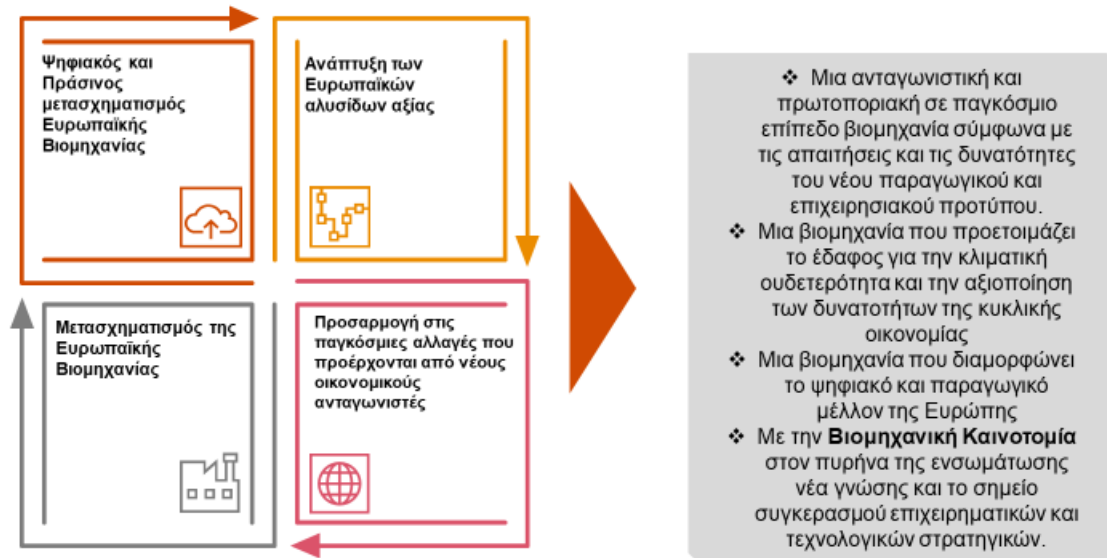 Ψηφιακός και
Πράσινος
μετασχηματισμός
Ευρωπαϊκής
Βιομηχανίας
Ανάπτυξη των
Ευρωπαϊκών
αλυσίδων αξίας
Μετασχηματισμός της
Ευρωπαϊκής
Βιομηχανίας
Προσαρμογή στις
παγκόσμιες αλλαγές που
προέρχονται από νέους
οικονομικούς
ανταγωνιστές
❖ Μια ανταγωνιστική και
πρωτοποριακή σε παγκόσμιο
επίπεδο βιομηχανία σύμφωνα με
τις απαιτήσεις και τις δυνατότητες
του νέου παραγωγικού και
επιχειρησιακού προτύπου.
❖ Μια βιομηχανία που προετοιμάζει
το έδαφος για την κλιματική
ουδετερότητα και την αξιοποίηση
των δυνατοτήτων της κυκλικής
οικονομίας
❖ Μια βιομηχανία που διαμορφώνει
το ψηφιακό και παραγωγικό
μέλλον της Ευρώπης
❖ Με την Βιομηχανική Καινοτομία
στον πυρήνα της ενσωμάτωσης
νέα γνώσης και το σημείο
συγκερασμού επιχειρηματικών και
τεχνολογικών στρατηγικών.